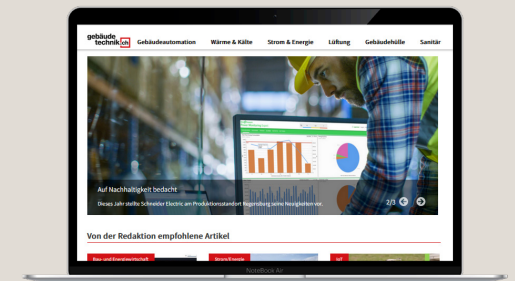 gebäude
technik ch
Gebäudeautomation Wärme & Kälte Strom & Energie Lüftung Gebäudehülle Sanitär
Auf Nachhaltigkeit bedacht
Dieses Jahr stellte Schneider Electric am Produktionsstandort Regensburg seine Neuigkeiten vor.
2/3
Von der Redaktion empfohlene Artikel
Bau- und Energiewirtschaft Strom/Energie IoT
NoteBook Air